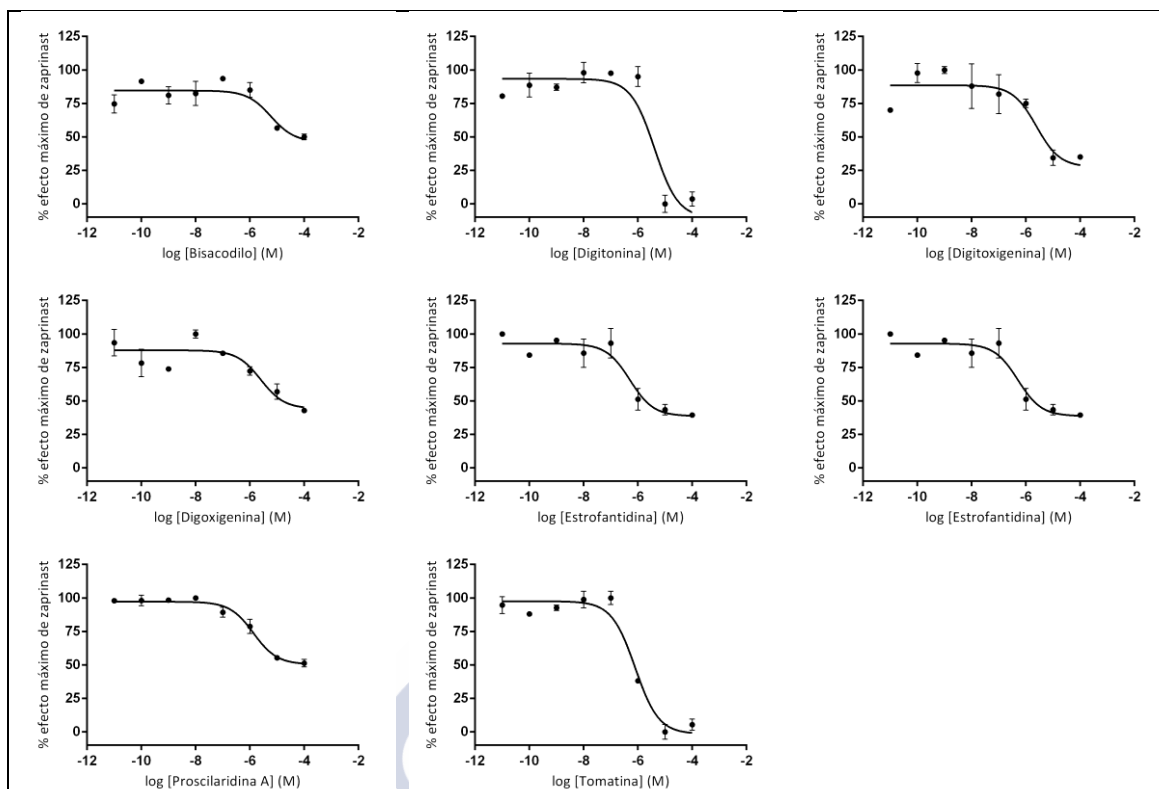 % efecto máximo de zaprinast
125
100
75
50
25
0
-12 -10 -8 -6 -4 -2
log [Bisacodilo] (M)
% efecto máximo de zaprinast
125
100
75
50
25
0
-12 -10 -8 -6 -4 -2
log [Digitonina] (M)
% efecto máximo de zaprinast
125
100
75
50
25
0
-12 -10 -8 -6 -4 -2
log [Digitoxigenina] (M)
% efecto máximo de zaprinast
125
100
75
50
25
0
-12 -10 -8 -6 -4 -2
log [Digoxigenina] (M)
% efecto máximo de zaprinast
125
100
75
50
25
0
-12 -10 -8 -6 -4 -2
log [Estrofantidina] (M)
% efecto máximo de zaprinast
125
100
75
50
25
0
-12 -10 -8 -6 -4 -2
log [Estrofantidina] (M)
% efecto máximo de zaprinast
125
100
75
50
25
0
-12 -10 -8 -6 -4 -2
log [Proscilaridina A] (M)
% efecto máximo de zaprinast
125
100
75
50
25
0
-12 -10 -8 -6 -4 -2
log [Tomatina] (M)